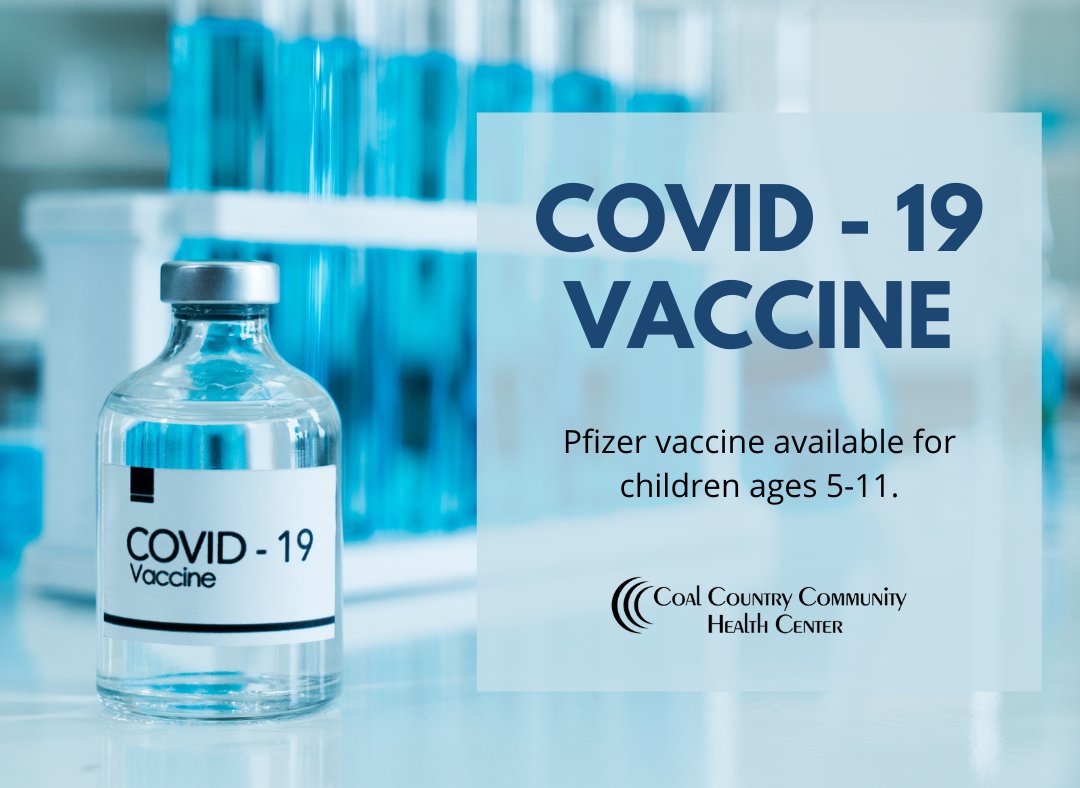 COVID - 19
VACCINE
Pfizer vaccine available for
children ages 5-11.
Coal Country Community
Health Center
COVID - 19
Vaccine